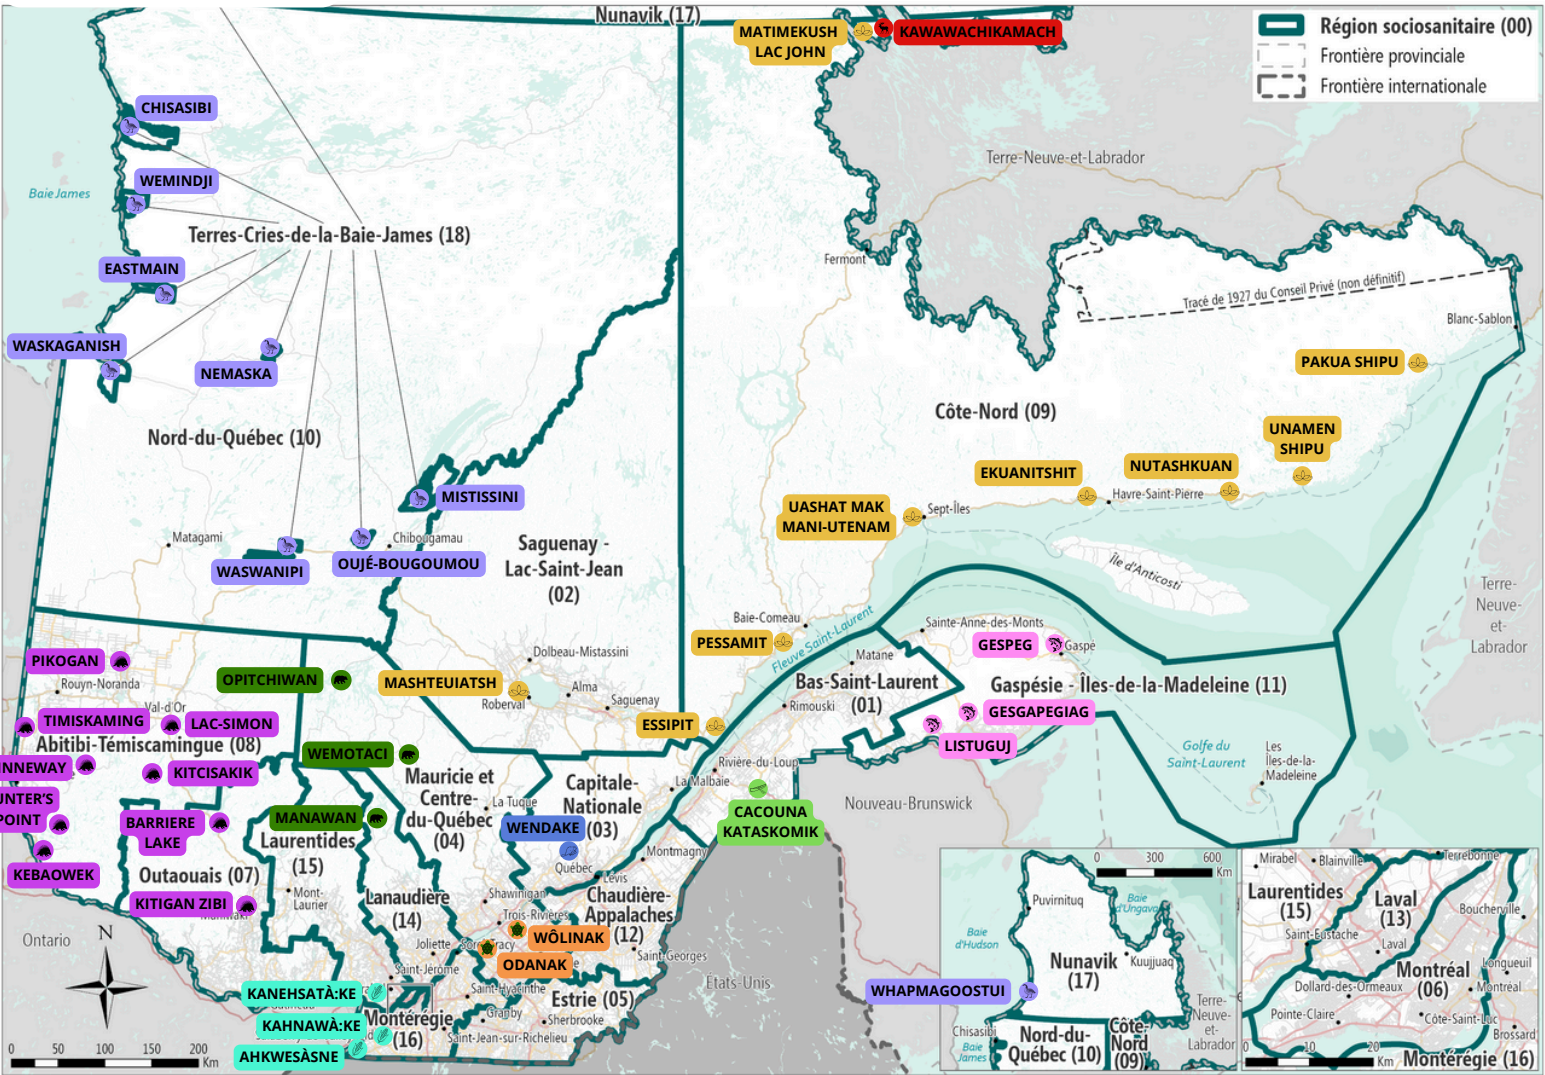 Nunavik (17)
MATIMEKUSH
LAC JOHN
KAWAWACHIKAMACH
Région sociosanitaire (00)
Frontière provinciale
Frontière internationale
CHISASIBI
Terre-Neuve-et-Labrador
WEMINDJI
Baie James
Terres-Cries-de-la-Baie-James (18)
EASTMAIN
Fermont
Tracé de 1927 du Conseil Privé (non définitif)
Blanc-Sablon
WASKAGANISH
NEMASKA
PAKUA SHIPU
Côte-Nord (09)
Nord-du-Québec (10)
UNAMEN
SHIPU
EKUANITSHIT
NUTASHKUAN
Havre-Saint-Pierre
MISTISSINI
UASHAT MAK
MANI-UTENAM
Sept-Îles
Matagami
Chibougamau
WASWANIPI
OUJÉ-BOUGOUMOU
Saguenay -
Lac-Saint-Jean
(02)
Île d'Anticosti
Terre-
Neuve-
et-
Labrador
Baie-Comeau
PESSAMIT
Fleuve Saint-Laurent
Sainte-Anne-des-Monts
GESPEG
Gaspé
Matane
PIKOGAN
Rouyn-Noranda
OPITCHIWAN
MASHTEUIATSH
Dolbeau-Mistassini
Roberval
Alma
Saguenay
Bas-Saint-Laurent
(01)
Rimouski
Gaspésie - Îles-de-la-Madeleine (11)
GESGAPEGIAG
LISTUGUJ
ESSIPIT
Val-d'Or
TIMISKAMING
LAC-SIMON
Abitibi-Témiscamingue (08)
INNEWAY
KITCISAKIK
WEMOTACI
Mauricie et
Centre-
du-Québec
(04)
La Tuque
Capitale-
Nationale
(03)
La Malbaie
Rivière-du-Loup
Golfe du
Saint-Laurent
Les
Îles-de-la-
Madeleine
UNTER'S
POINT
BARRIERE
LAKE
MANAWAN
Laurentides
(15)
WENDAKE
Québec
Lévis
Montmagny
CACOUNA
KATASKOMIK
Nouveau-Brunswick
KEBAOWEK
Outaouais (07)
KITIGAN ZIBI
Maniwaki
Mont-
Laurier
Lanaudière
(14)
Shawinigan
Trois-Rivières
Chaudière-
Appalaches
(12)
WÔLINAK
ODANAK
Joliette
Sorel-Tracy
Saint-Georges
Ontario
N
Saint-Jérôme
Saint-Hyacinthe
États-Unis
KANEHSATÀ:KE
KAHNAWÀ:KE
AHKWESÀSNE
Montérégie
(16)
Granby
Estrie (05)
Sherbrooke
Saint-Jean-sur-Richelieu
0 50 100 150 200
Km
0 300 600
Km
Puvirnituq
Baie
d'Ungava
Baie
d'Hudson
Nunavik
(17)
Kuujjuaq
WHAPMAGOOSTUI
Terre-
Neuve-
et-
Labrador
Chisasibi
Baie
James
Nord-du-
Québec (10)
Côte-
Nord
(09)
Mirabel
Blainville
Terrebonne
Laurentides
(15)
Laval
(13)
Boucherville
Saint-Eustache
Laval
Longueuil
Montréal
(06)
Dollard-des-Ormeaux
Montréal
Pointe-Claire
Côte-Saint-Luc
Brossard
0 10 20
Km
Montérégie (16)